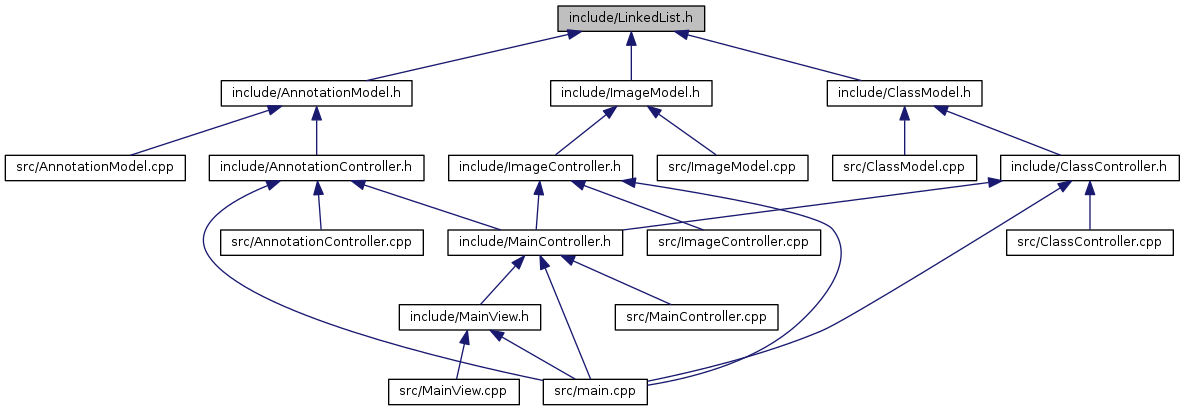 include/LinkedList.h
include/AnnotationModel.h
include/ImageModel.h
include/ClassModel.h
src/AnnotationModel.cpp
include/AnnotationController.h
include/ImageController.h
src/ImageModel.cpp
src/ClassModel.cpp
include/ClassController.h
src/AnnotationController.cpp
include/MainController.h
src/ImageController.cpp
src/ClassController.cpp
include/MainView.h
src/MainController.cpp
src/MainView.cpp
src/main.cpp